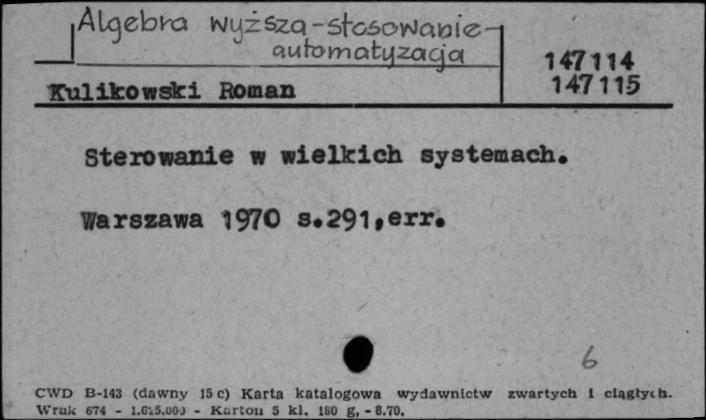 Algebra wyższa-stosowanie-
automatyzacja
147114
Kulikowski Roman
147115
Sterowanie w wielkich systemach.
Warszawa 1970 s.291,err.
6
CWD B-143 (dawny 15 c) Karta katalogowa wydawnictw zwartych i ciągłych.
Wrak 674 - 1.625.000 - Karton 5 kl. 180 g, - 8.70.